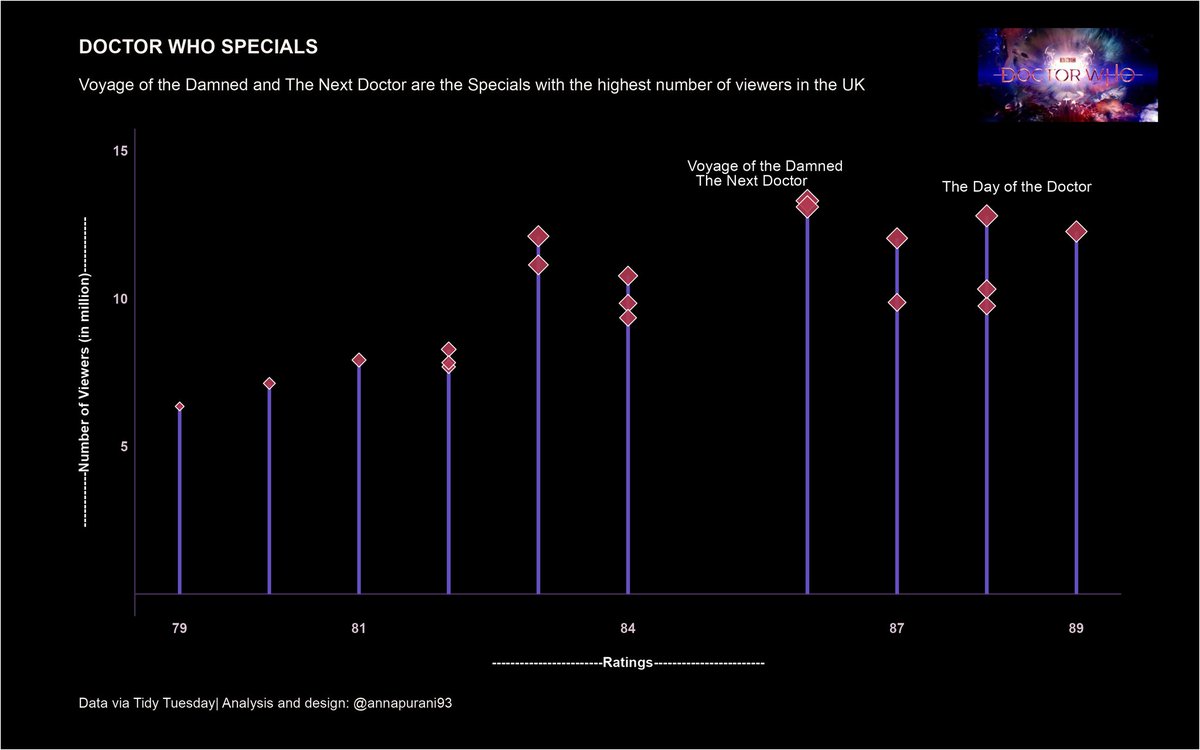 DOCTOR WHO SPECIALS
Voyage of the Damned and The Next Doctor are the Specials with the highest number of viewers in the UK
BBC
DOCTOR WHO
15
10
5
------------Number of Viewers (in million)------------
Voyage of the Damned
The Next Doctor
The Day of the Doctor
79
81
84
87
89
------------------------Ratings------------------------
Data via Tidy Tuesday| Analysis and design: @annapurani93